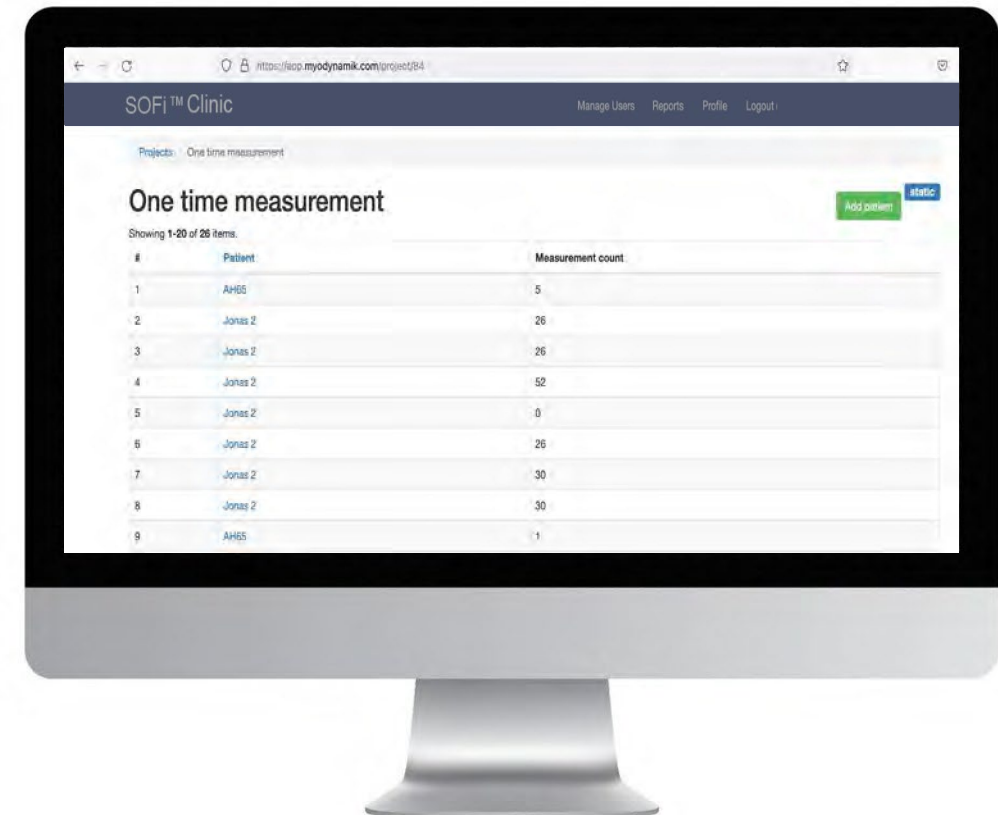 https://app.myodynamik.com/project/84
SOFi™ Clinic
Manage Users Reports Profile Logout
Projects One time measurement
One time measurement
static
Add patient
Showing 1-20 of 26 items.
# Patient Measurement count
1 AH65 5
2 Jonas 2 26
3 Jonas 2 26
4 Jonas 2 52
5 Jonas 2 0
6 Jonas 2 26
7 Jonas 2 30
8 Jonas 2 30
9 AH65 1